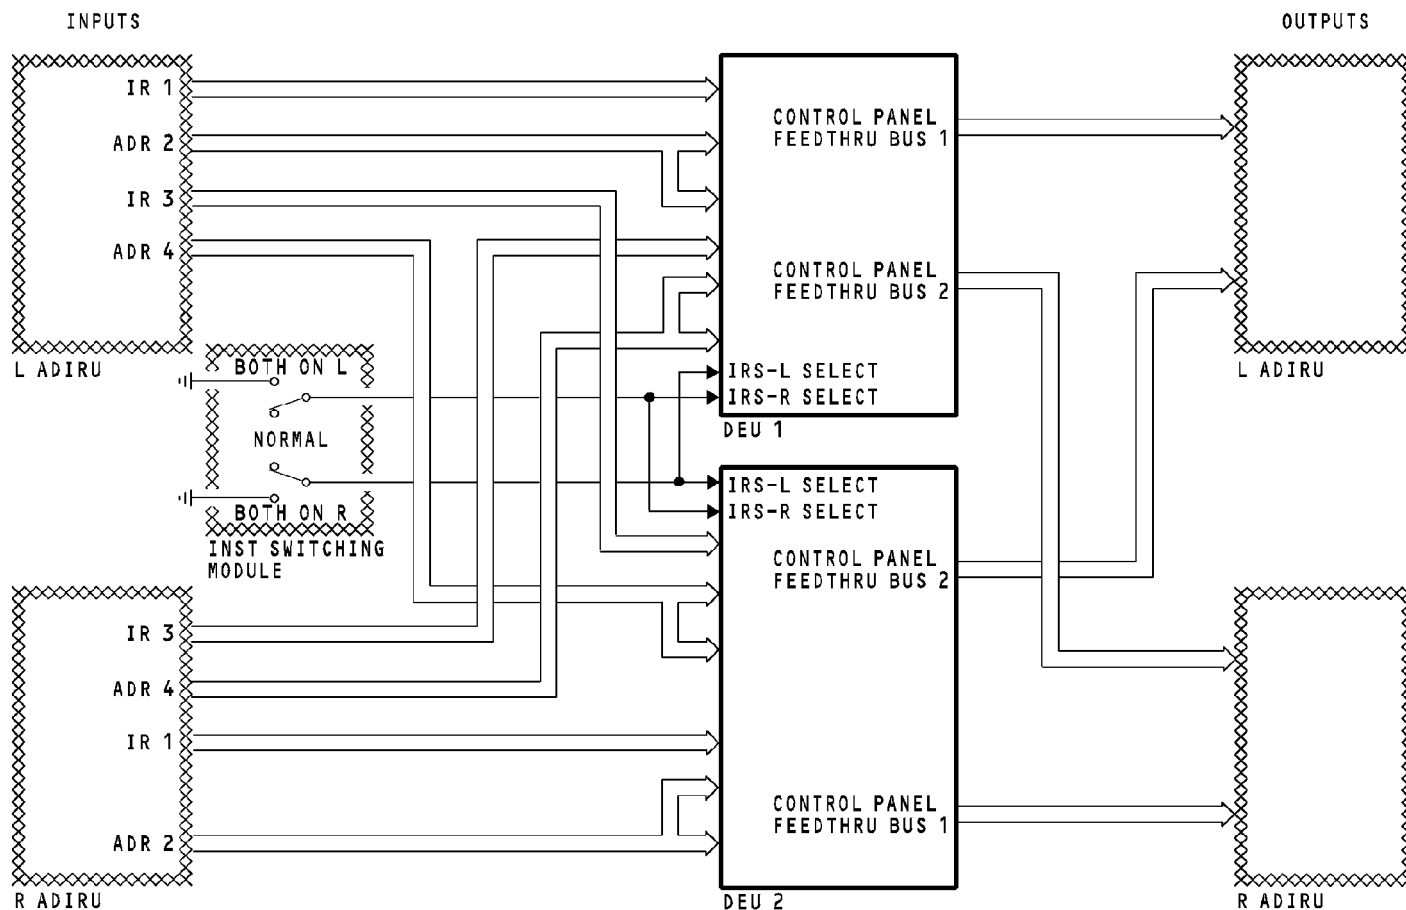 INPUTS
OUTPUTS
IR 1
ADR 2
IR 3
ADR 4
L ADIRU
BOTH ON L
NORMAL
BOTH ON R
INST SWITCHING
MODULE
IR 3
ADR 4
IR 1
ADR 2
R ADIRU
CONTROL PANEL
FEEDTHRU BUS 1
CONTROL PANEL
FEEDTHRU BUS 2
IRS-L SELECT
IRS-R SELECT
DEU 1
IRS-L SELECT
IRS-R SELECT
CONTROL PANEL
FEEDTHRU BUS 2
CONTROL PANEL
FEEDTHRU BUS 1
DEU 2
L ADIRU
R ADIRU